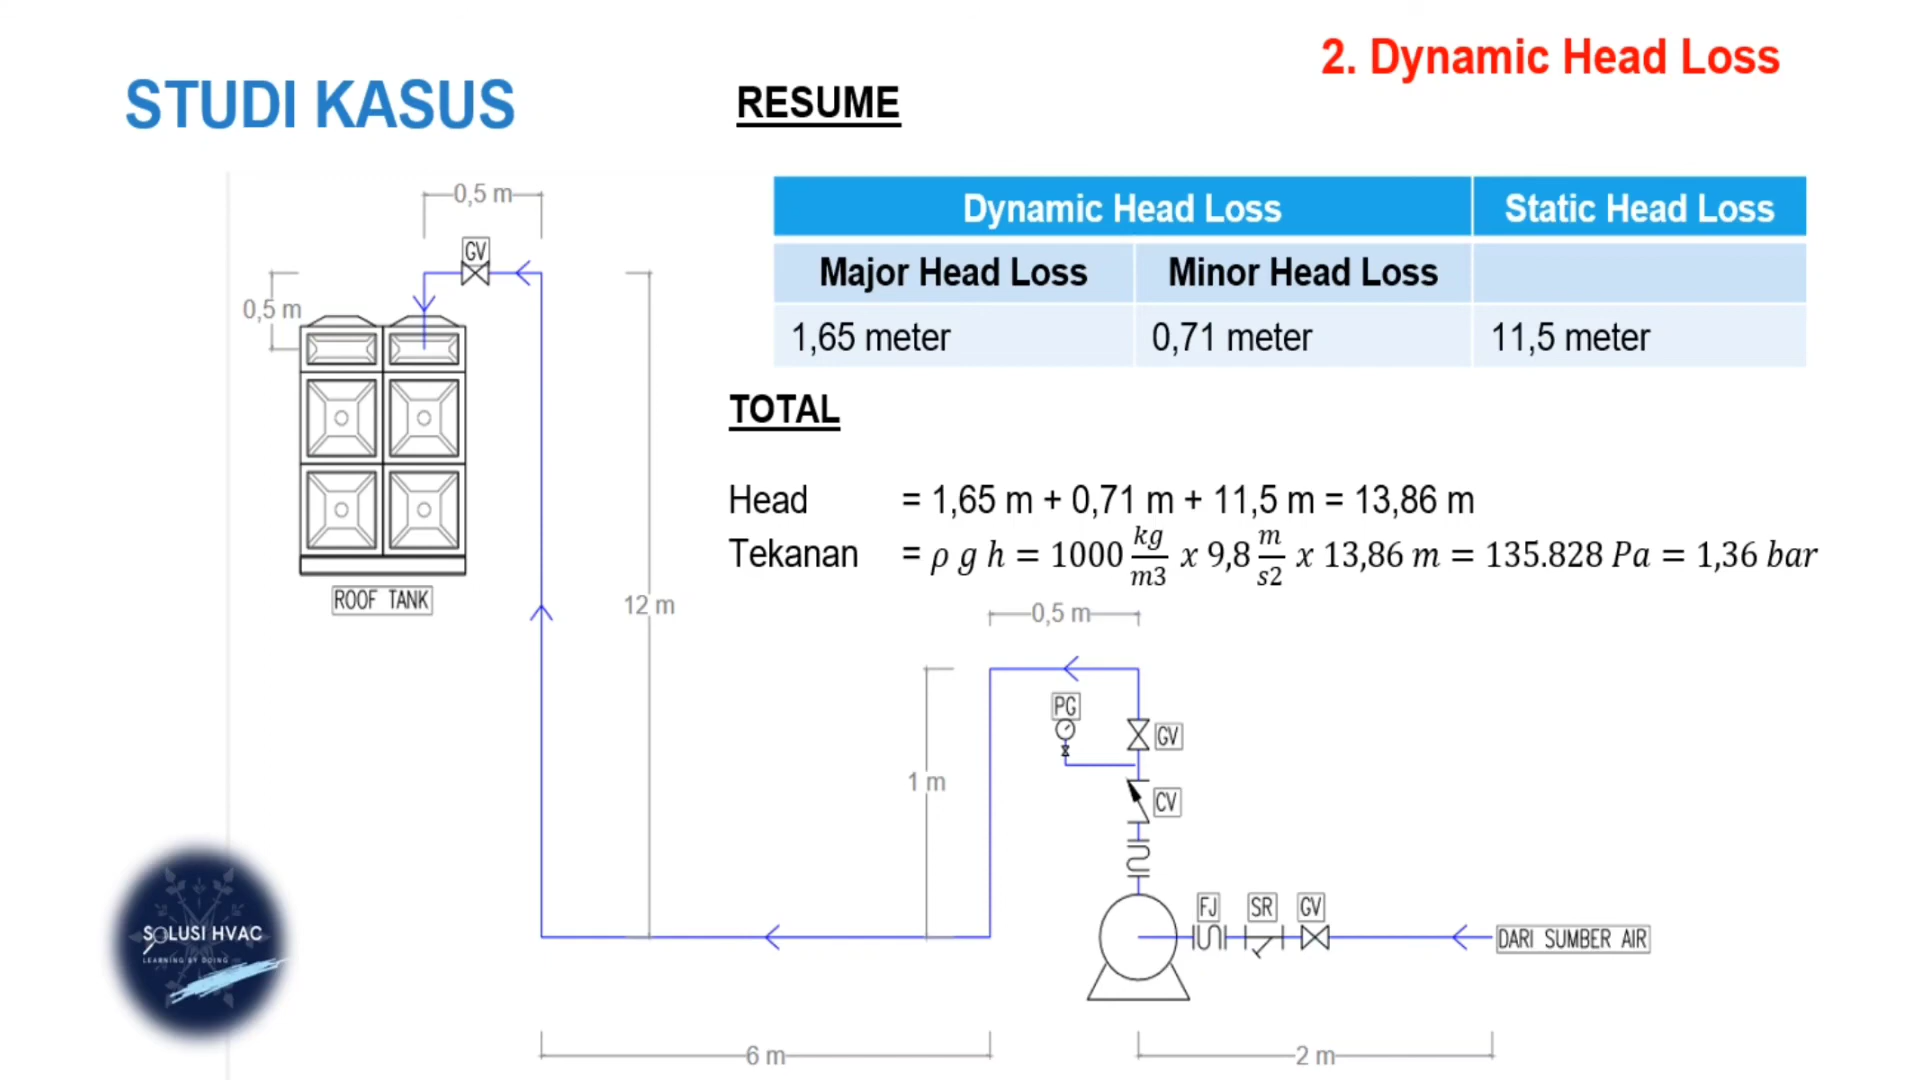 2. Dynamic Head Loss
STUDI KASUS
RESUME
Dynamic Head Loss Static Head Loss
Major Head Loss Minor Head Loss
1,65 meter 0,71 meter 11,5 meter
TOTAL
Head = 1,65 m + 0,71 m + 11,5 m = 13,86 m
Tekanan = ρ g h = 1000 kg/m3 x 9,8 m/s2 x 13,86 m = 135.828 Pa = 1,36 bar
0,5 m
GV
0,5 m
ROOF TANK
12 m
0,5 m
PG
GV
1 m
CV
FJ SR GV
DARI SUMBER AIR
SOLUSI HVAC
LEARNING BY DOING
6 m
2 m